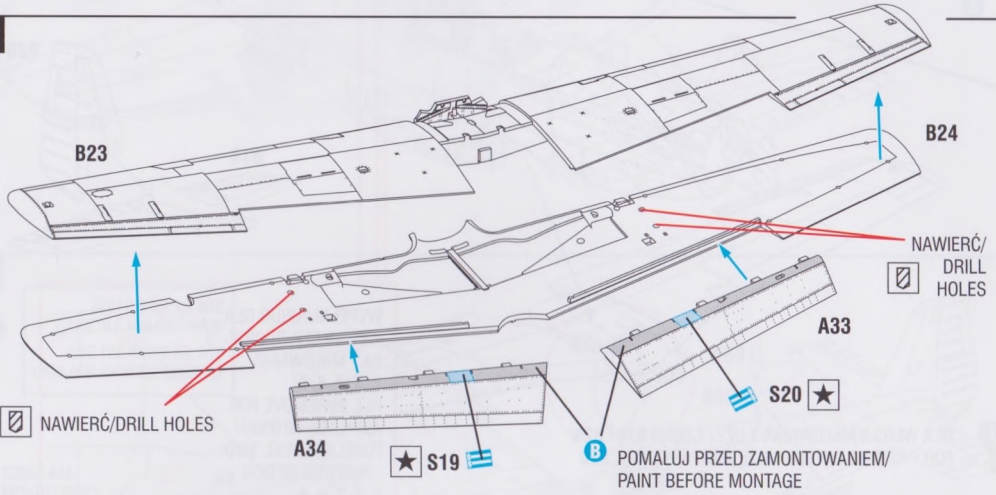 B23
B24
NAWIERĆ/
DRILL
HOLES
A33
S20
NAWIERĆ/DRILL HOLES
A34
S19
B
POMALUJ PRZED ZAMONTOWANIEM/
PAINT BEFORE MONTAGE